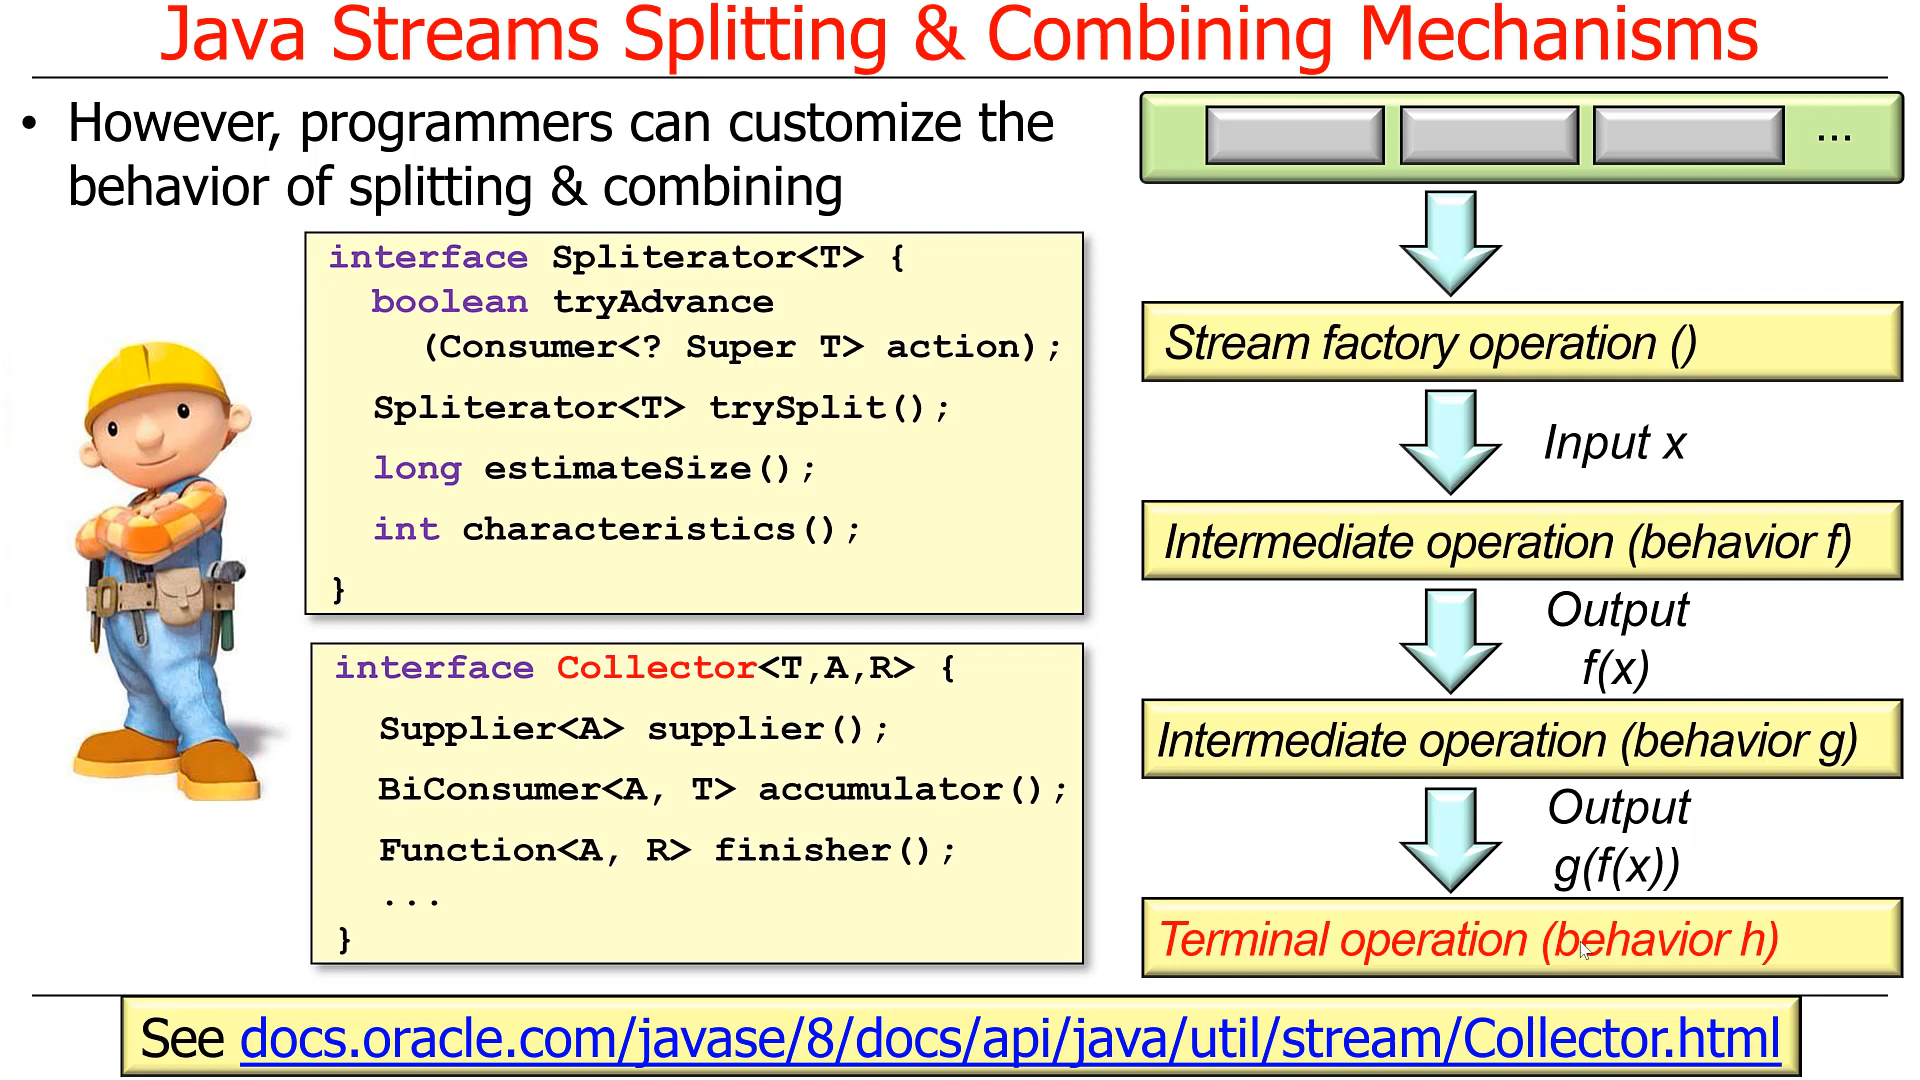 Java Streams Splitting & Combining Mechanisms
• However, programmers can customize the
behavior of splitting & combining
interface Spliterator<T> {
boolean tryAdvance
(Consumer<? Super T> action);
Spliterator<T> trySplit();
long estimateSize();
int characteristics();
}
interface Collector<T,A,R> {
Supplier<A> supplier();
BiConsumer<A, T> accumulator();
Function<A, R> finisher();
...
}
...
Stream factory operation ()
Input x
Intermediate operation (behavior f)
Output
f(x)
Intermediate operation (behavior g)
Output
g(f(x))
Terminal operation (behavior h)
See docs.oracle.com/javase/8/docs/api/java/util/stream/Collector.html